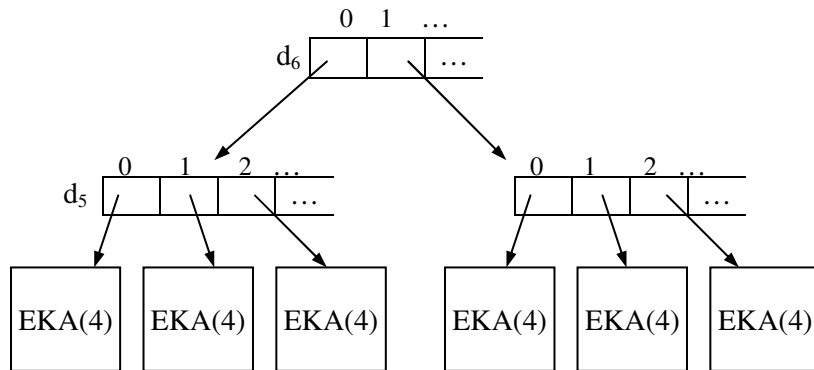 0 1 …
d6 …
0 1 2 … 0 1 2 …
d5 … …
EKA(4) EKA(4) EKA(4) EKA(4) EKA(4) EKA(4)